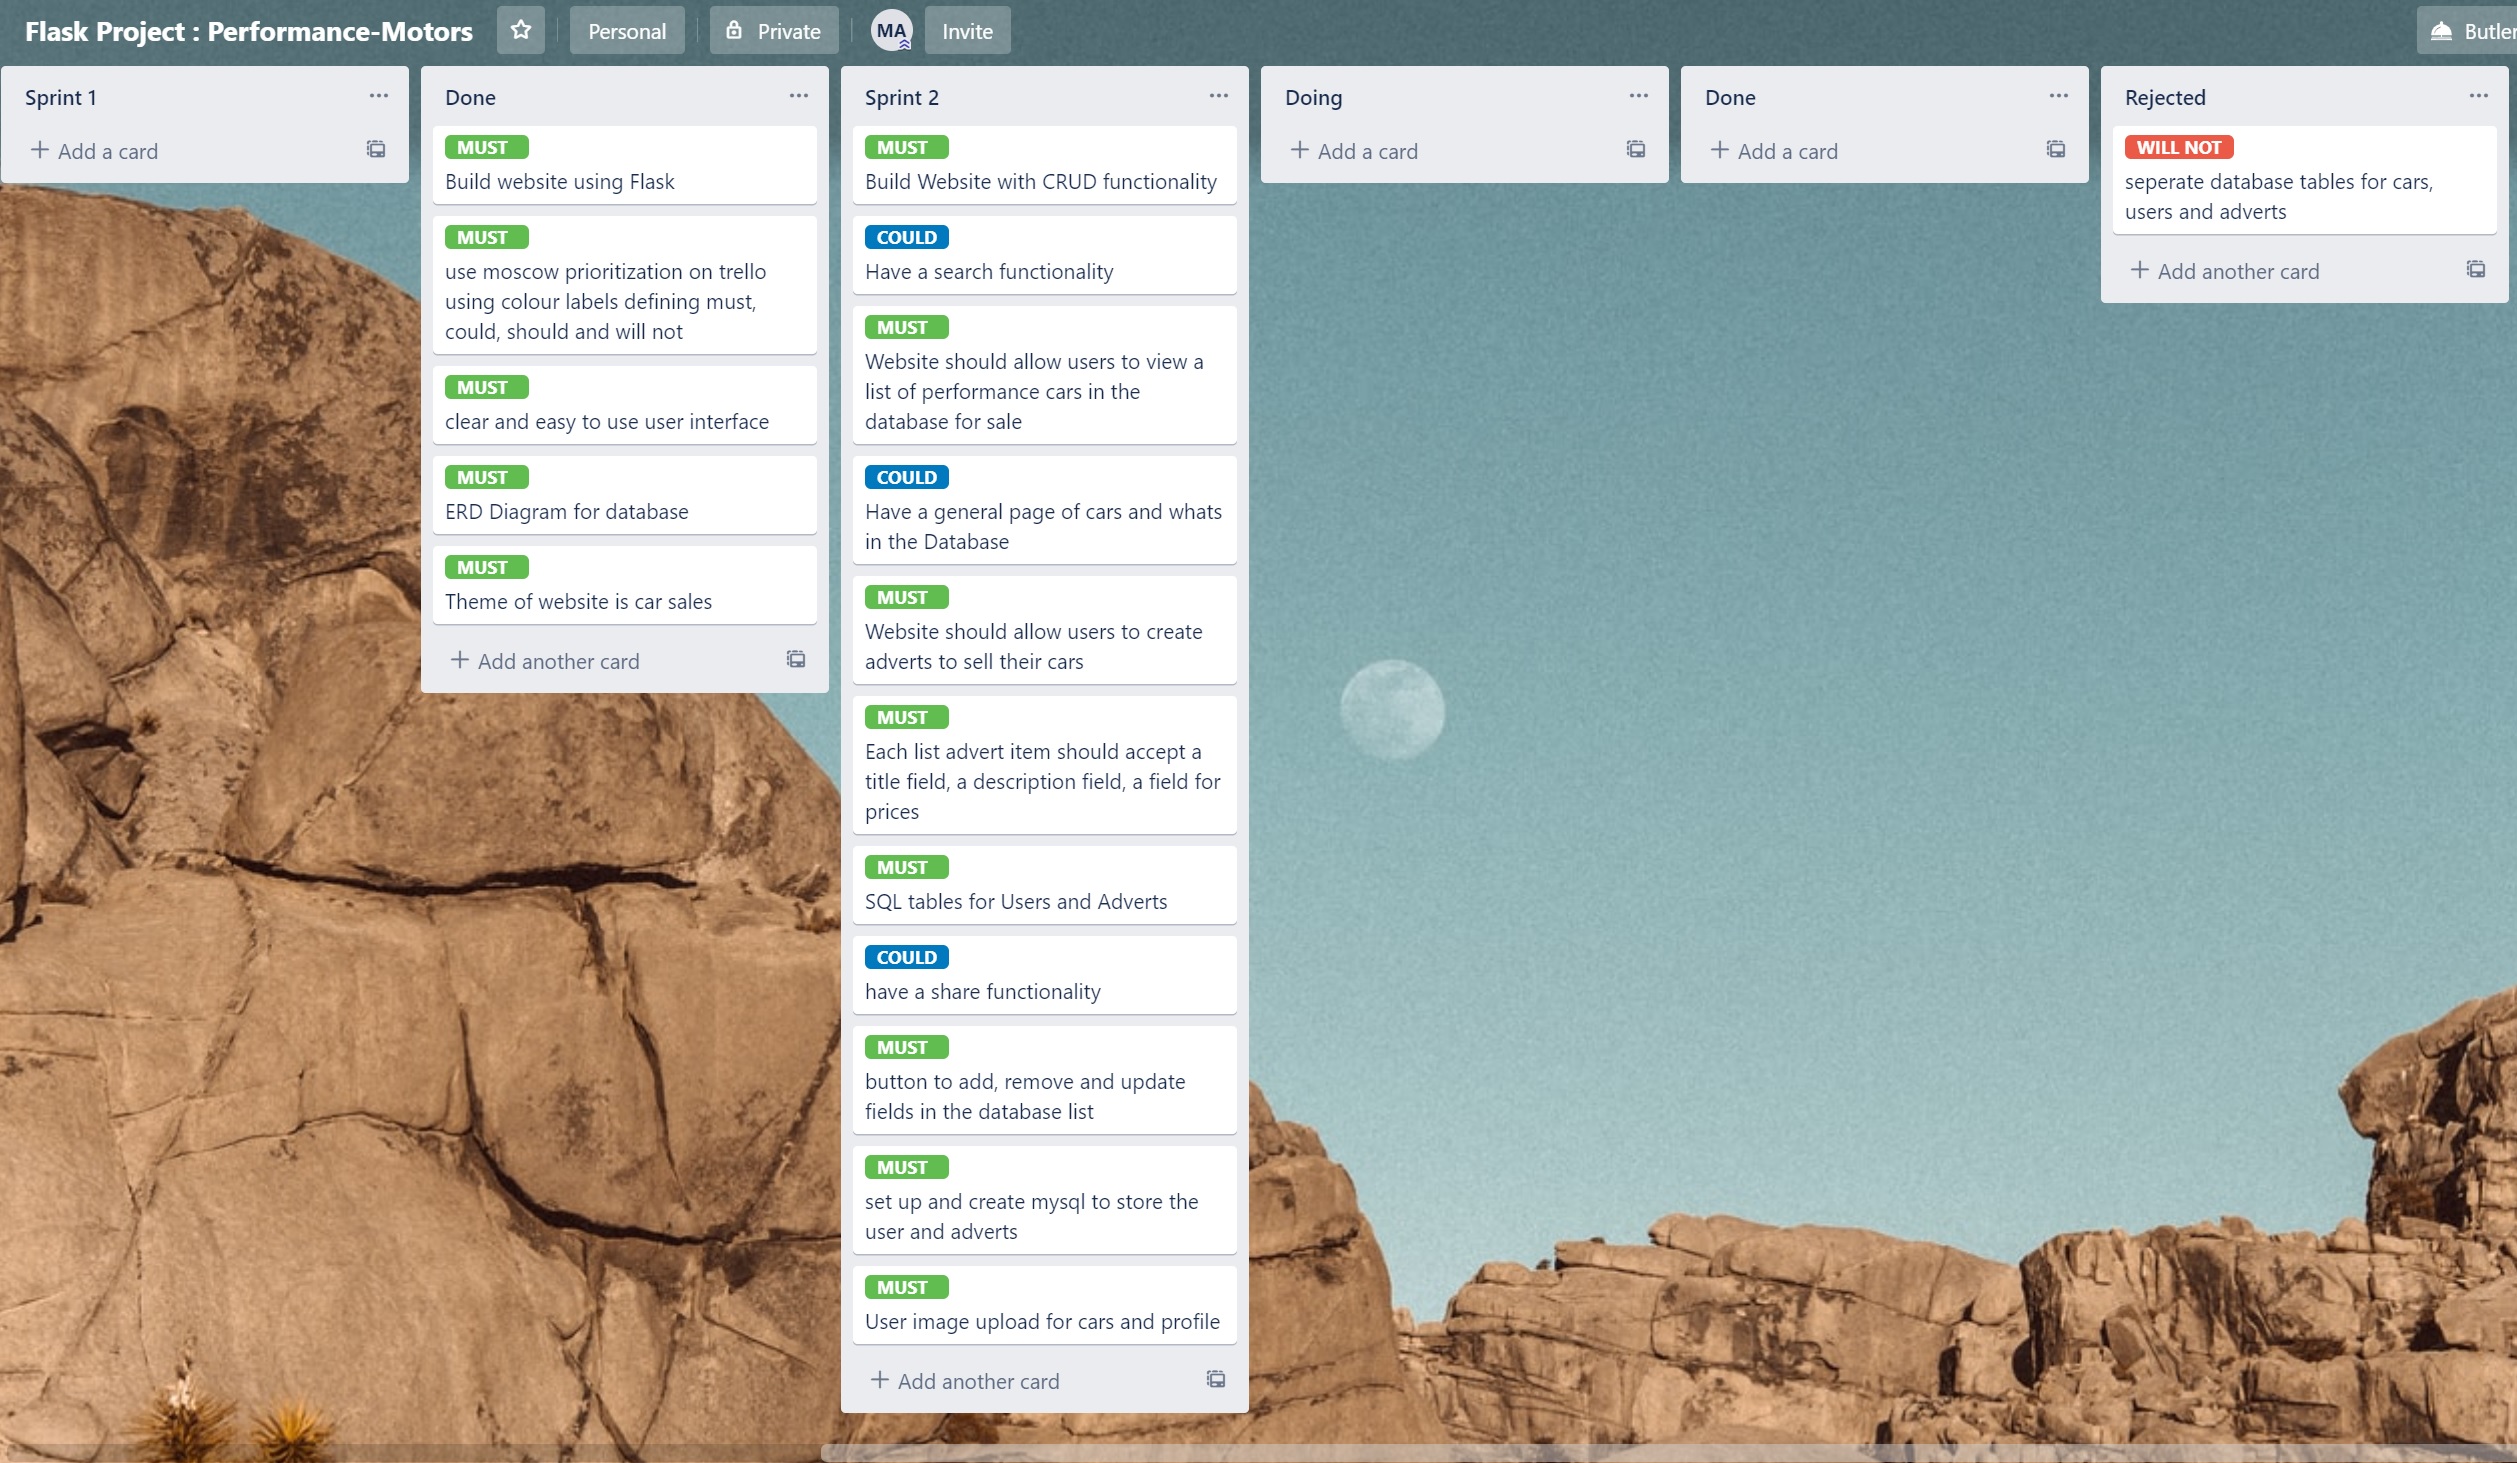 Flask Project : Performance-Motors
Personal
Private
MA
Invite
Butler
Sprint 1
Add a card
Done
MUST
Build website using Flask
MUST
use moscow prioritization on trello
using colour labels defining must,
could, should and will not
MUST
clear and easy to use user interface
MUST
ERD Diagram for database
MUST
Theme of website is car sales
Add another card
Sprint 2
MUST
Build Website with CRUD functionality
COULD
Have a search functionality
MUST
Website should allow users to view a
list of performance cars in the
database for sale
COULD
Have a general page of cars and whats
in the Database
MUST
Website should allow users to create
adverts to sell their cars
MUST
Each list advert item should accept a
title field, a description field, a field for
prices
MUST
SQL tables for Users and Adverts
COULD
have a share functionality
MUST
button to add, remove and update
fields in the database list
MUST
set up and create mysql to store the
user and adverts
MUST
User image upload for cars and profile
Add another card
Doing
Add a card
Done
Add a card
Rejected
WILL NOT
seperate database tables for cars,
users and adverts
Add another card